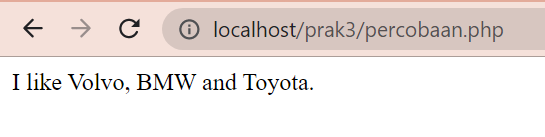 localhost/prak3/percobaan.php
I like Volvo, BMW and Toyota.